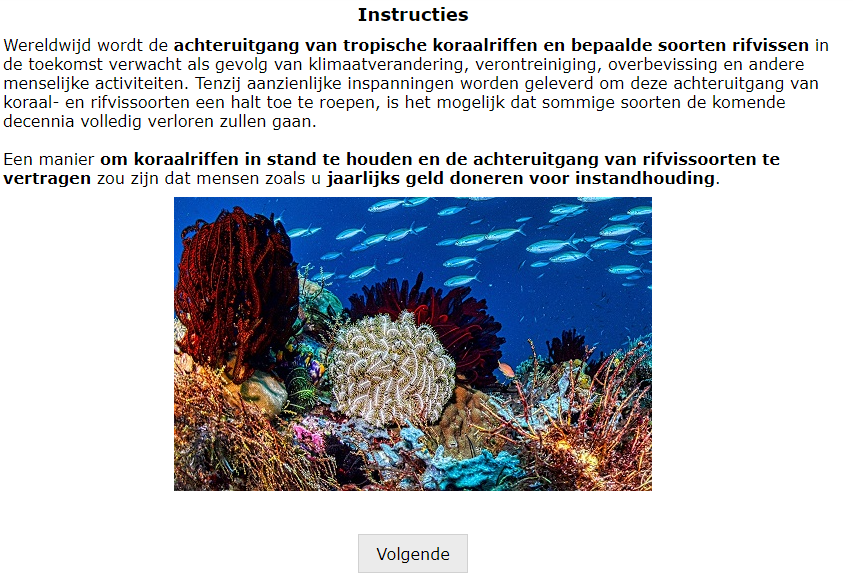 Instructies
Wereldwijd wordt de achteruitgang van tropische koraalriffen en bepaalde soorten rifvissen in
de toekomst verwacht als gevolg van klimaatverandering, verontreiniging, overbevissing en andere
menselijke activiteiten. Tenzij aanzienlijke inspanningen worden geleverd om deze achteruitgang van
koraal- en rifvissoorten een halt toe te roepen, is het mogelijk dat sommige soorten de komende
decennia volledig verloren zullen gaan.
Een manier om koraalriffen in stand te houden en de achteruitgang van rifvissoorten te
vertragen zou zijn dat mensen zoals u jaarlijks geld doneren voor instandhouding.
Volgende